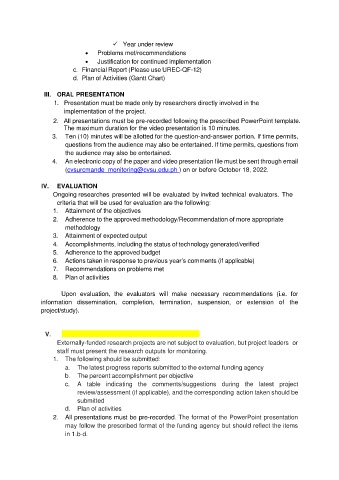 ✓ Year under review
• Problems met/recommendations
• Justification for continued implementation
c. Financial Report (Please use UREC-QF-12)
d. Plan of Activities (Gantt Chart)
III. ORAL PRESENTATION
1. Presentation must be made only by researchers directly involved in the
implementation of the project.
2. All presentations must be pre-recorded following the prescribed PowerPoint template.
The maximum duration for the video presentation is 10 minutes.
3. Ten (10) minutes will be allotted for the question-and-answer portion. If time permits,
questions from the audience may also be entertained. If time permits, questions from
the audience may also be entertained.
4. An electronic copy of the paper and video presentation file must be sent through email
(cvsurcmande_monitoring@cvsu.edu.ph ) on or before October 18, 2022.
IV. EVALUATION
Ongoing researches presented will be evaluated by invited technical evaluators. The
criteria that will be used for evaluation are the following:
1. Attainment of the objectives
2. Adherence to the approved methodology/Recommendation of more appropriate
methodology
3. Attainment of expected output
4. Accomplishments, including the status of technology generated/verified
5. Adherence to the approved budget
6. Actions taken in response to previous year's comments (if applicable)
7. Recommendations on problems met
8. Plan of activities
Upon evaluation, the evaluators will make necessary recommendations (i.e. for
information dissemination, completion, termination, suspension, or extension of the
project/study).
V.
Externally-funded research projects are not subject to evaluation, but project leaders or
staff must present the research outputs for monitoring.
1. The following should be submitted:
a. The latest progress reports submitted to the external funding agency
b. The percent accomplishment per objective
c. A table indicating the comments/suggestions during the latest project
review/assessment (if applicable), and the corresponding action taken should be
submitted
d. Plan of activities
2. All presentations must be pre-recorded. The format of the PowerPoint presentation
may follow the prescribed format of the funding agency but should reflect the items
in 1.b-d.